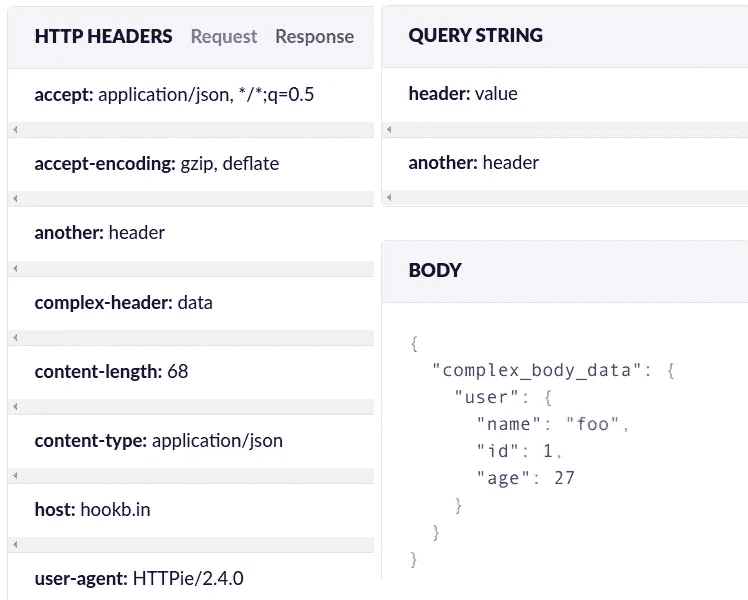 HTTP HEADERS Request Response
accept: application/json, */*;q=0.5
accept-encoding: gzip, deflate
another: header
complex-header: data
content-length: 68
content-type: application/json
host: hookb.in
user-agent: HTTPie/2.4.0
QUERY STRING
header: value
another: header
BODY
{
  "complex_body_data": {
    "user": {
      "name": "foo",
      "id": 1,
      "age": 27
    }
  }
}